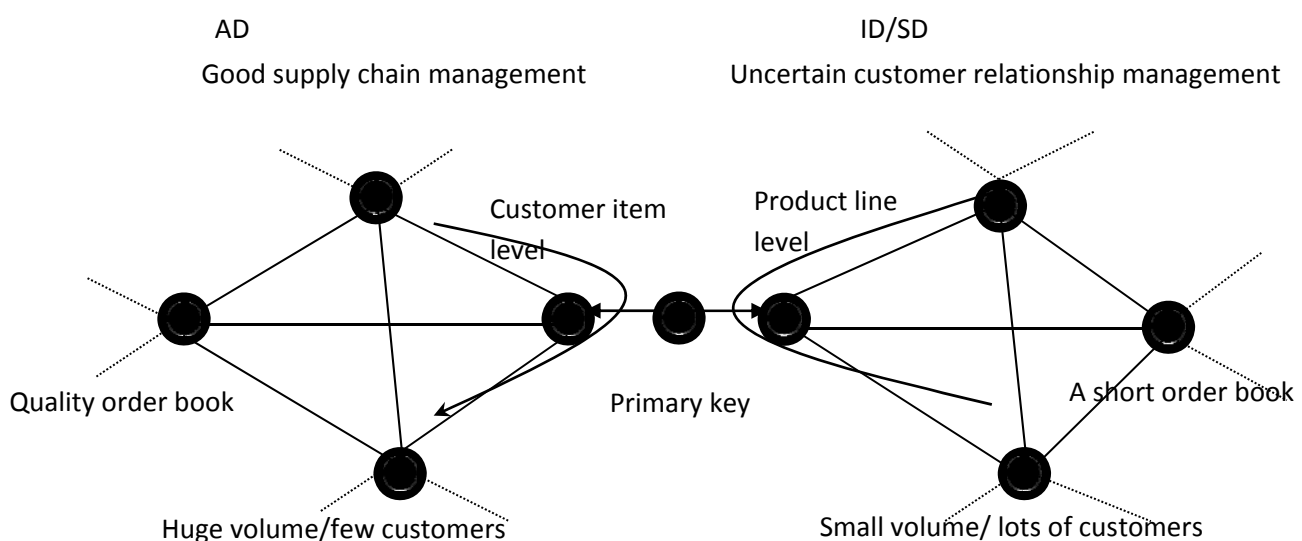 AD
ID/SD
Good supply chain management
Uncertain customer relationship management
Customer item
level
Product line
level
Quality order book
Primary key
A short order book
Huge volume/few customers
Small volume/ lots of customers